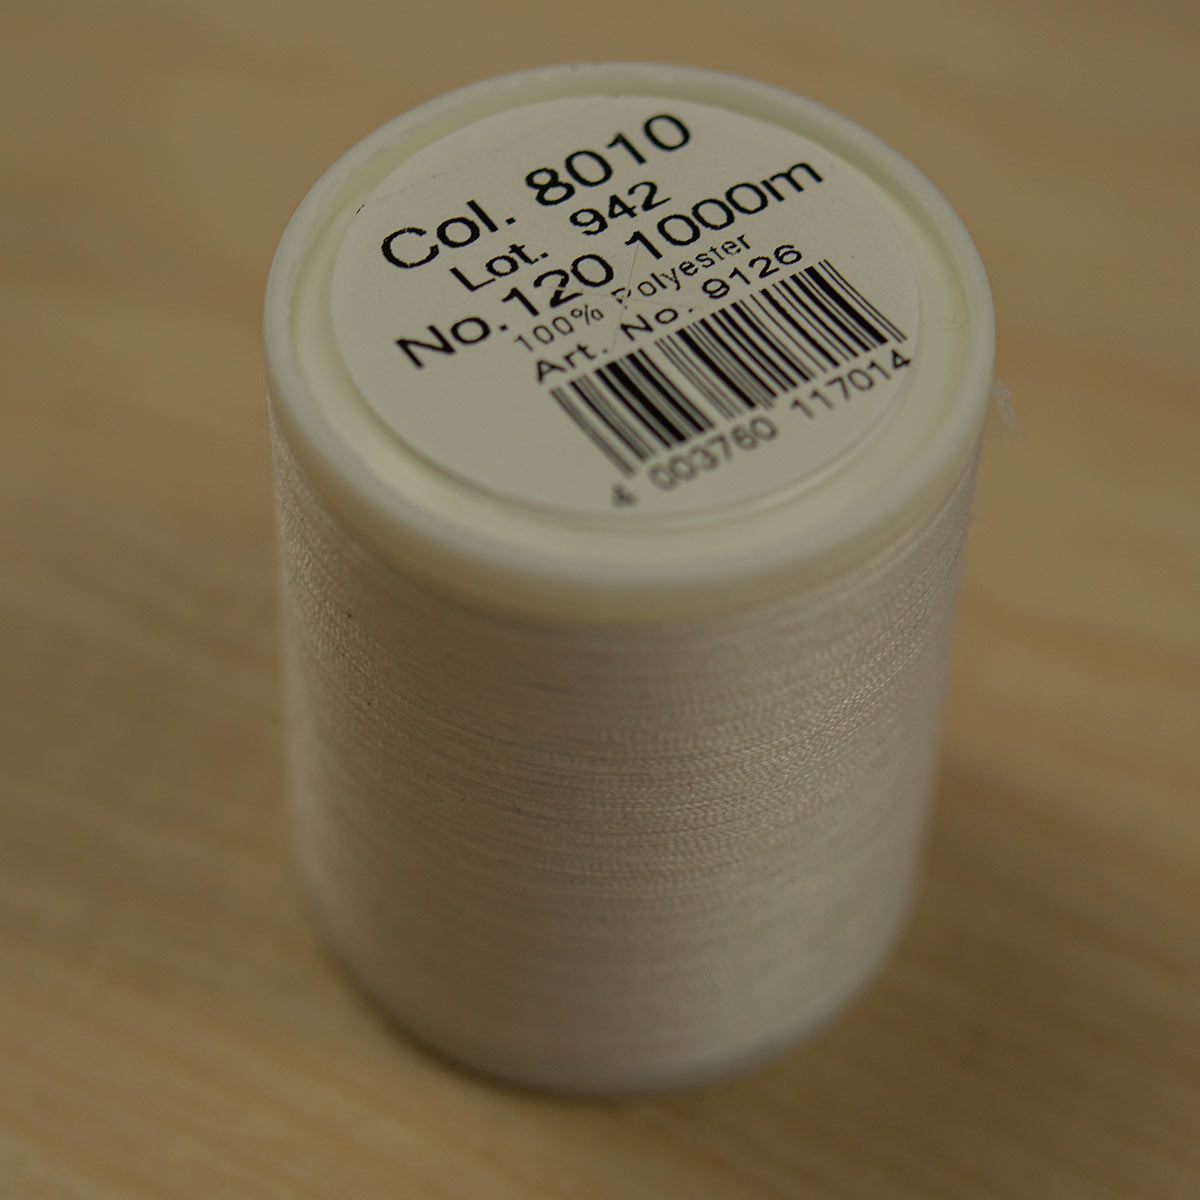 Col. 8010
Lot. 942
No. 120 1000m
100% Polyester
Art. No. 9126
4 003760 117014